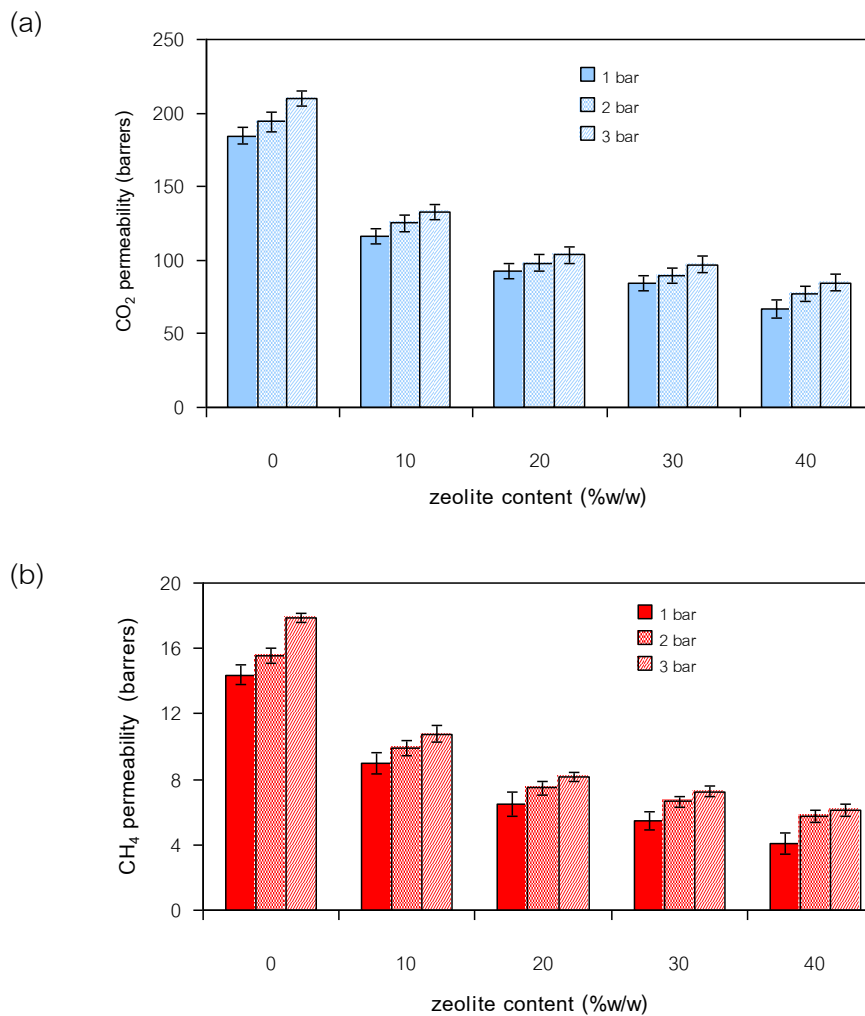 (a)
250
200
150
100
50
0
CO₂ permeability (barrers)
1 bar
2 bar
3 bar
0 10 20 30 40
zeolite content (%w/w)
(b)
20
16
12
8
4
0
CH₄ permeability (barrers)
1 bar
2 bar
3 bar
0 10 20 30 40
zeolite content (%w/w)